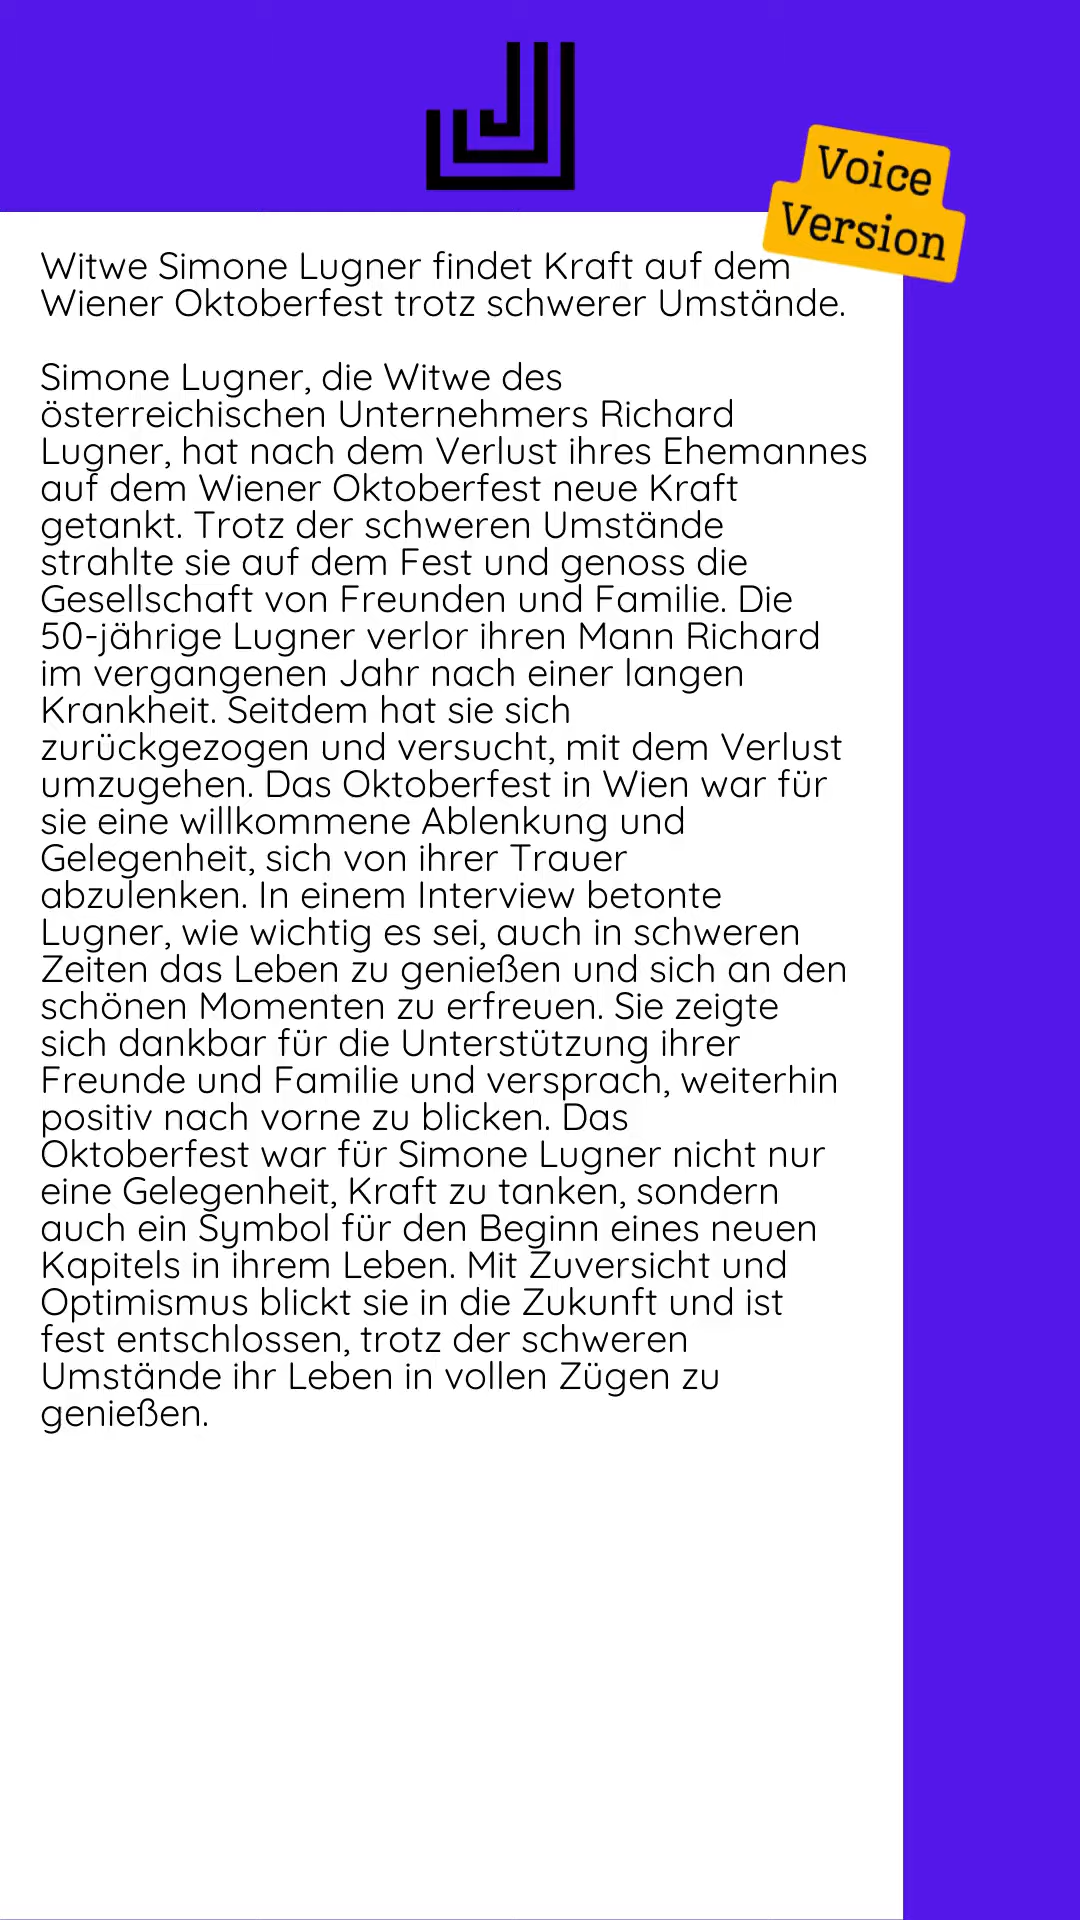 Voice
Version
Witwe Simone Lugner findet Kraft auf dem
Wiener Oktoberfest trotz schwerer Umstände.
Simone Lugner, die Witwe des
österreichischen Unternehmers Richard
Lugner, hat nach dem Verlust ihres Ehemannes
auf dem Wiener Oktoberfest neue Kraft
getankt. Trotz der schweren Umstände
strahlte sie auf dem Fest und genoss die
Gesellschaft von Freunden und Familie. Die
50-jährige Lugner verlor ihren Mann Richard
im vergangenen Jahr nach einer langen
Krankheit. Seitdem hat sie sich
zurückgezogen und versucht, mit dem Verlust
umzugehen. Das Oktoberfest in Wien war für
sie eine willkommene Ablenkung und
Gelegenheit, sich von ihrer Trauer
abzulenken. In einem Interview betonte
Lugner, wie wichtig es sei, auch in schweren
Zeiten das Leben zu genießen und sich an den
schönen Momenten zu erfreuen. Sie zeigte
sich dankbar für die Unterstützung ihrer
Freunde und Familie und versprach, weiterhin
positiv nach vorne zu blicken. Das
Oktoberfest war für Simone Lugner nicht nur
eine Gelegenheit, Kraft zu tanken, sondern
auch ein Symbol für den Beginn eines neuen
Kapitels in ihrem Leben. Mit Zuversicht und
Optimismus blickt sie in die Zukunft und ist
fest entschlossen, trotz der schweren
Umstände ihr Leben in vollen Zügen zu
genießen.